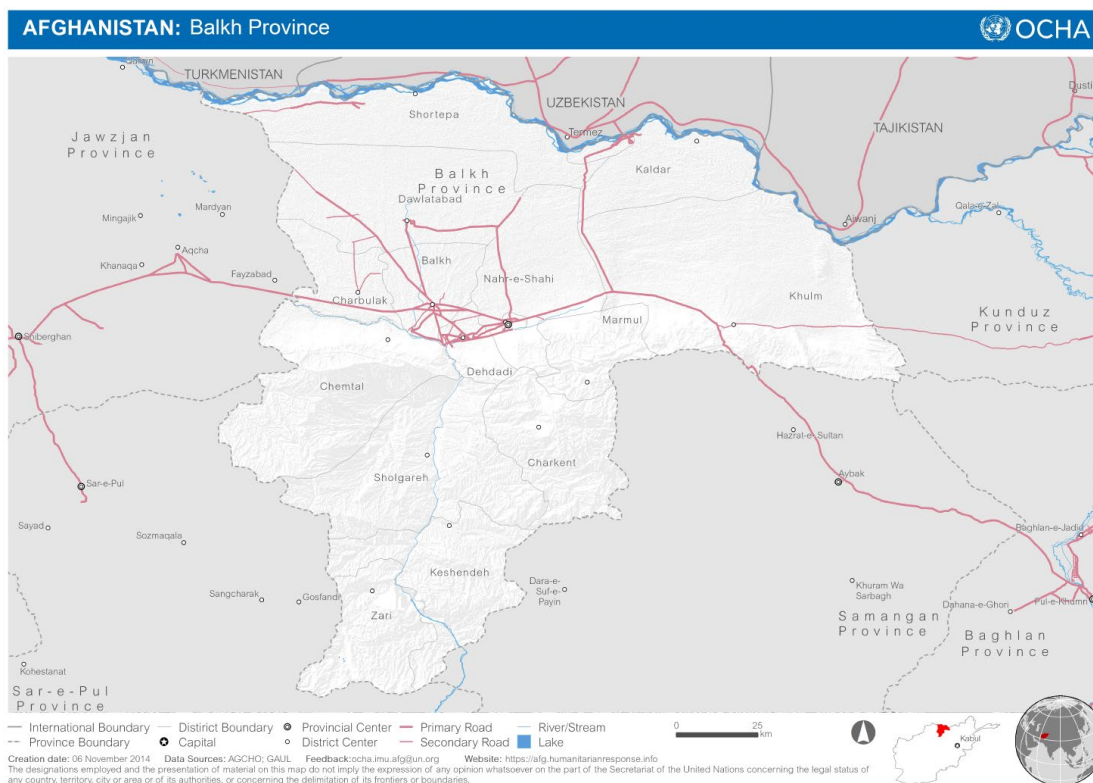 AFGHANISTAN: Balkh Province
OCHA
TURKMENISTAN
UZBEKISTAN
TAJIKISTAN
Dusti
Shortepa
Termez
Jawzjan
Province
Kaldar
Balkh
Province
Dawlatabad
Mingajik
Mardyan
Qala-e-Zal
Aiwanj
Aqcha
Khanaqa
Fayzabad
Balkh
Nahr-e-Shahi
Charbulak
Khulm
Marmul
Kunduz
Province
Shiberghan
Dehdadi
Chemtal
Hazrat-e-Sultan
Charkent
Sholgareh
Aybak
Sar-e-Pul
Sayad
Sozmaqala
Baghlan-e-Jadid
Keshendeh
Dara-e-
Suf-e-
Payin
Khuram Wa
Sarbagh
Sangcharak
Gosfandi
Zari
Samangan
Province
Dahana-e-Ghori
Pul-e-Khumri
Baghlan
Province
Kohestanat
Sar-e-Pul
Province
International Boundary
District Boundary
Provincial Center
Primary Road
River/Stream
Province Boundary
Capital
District Center
Secondary Road
Lake
0 25
km
Kabul
Creation date: 06 November 2014 Data Sources: AGCHO; GAUL Feedback:ocha.imu.afg@un.org Website: https://afg.humanitarianresponse.info
The designations employed and the presentation of material on this map do not imply the expression of any opinion whatsoever on the part of the Secretariat of the United Nations concerning the legal status of
any country, territory, city or area or of its authorities, or concerning the delimitation of its frontiers or boundaries.